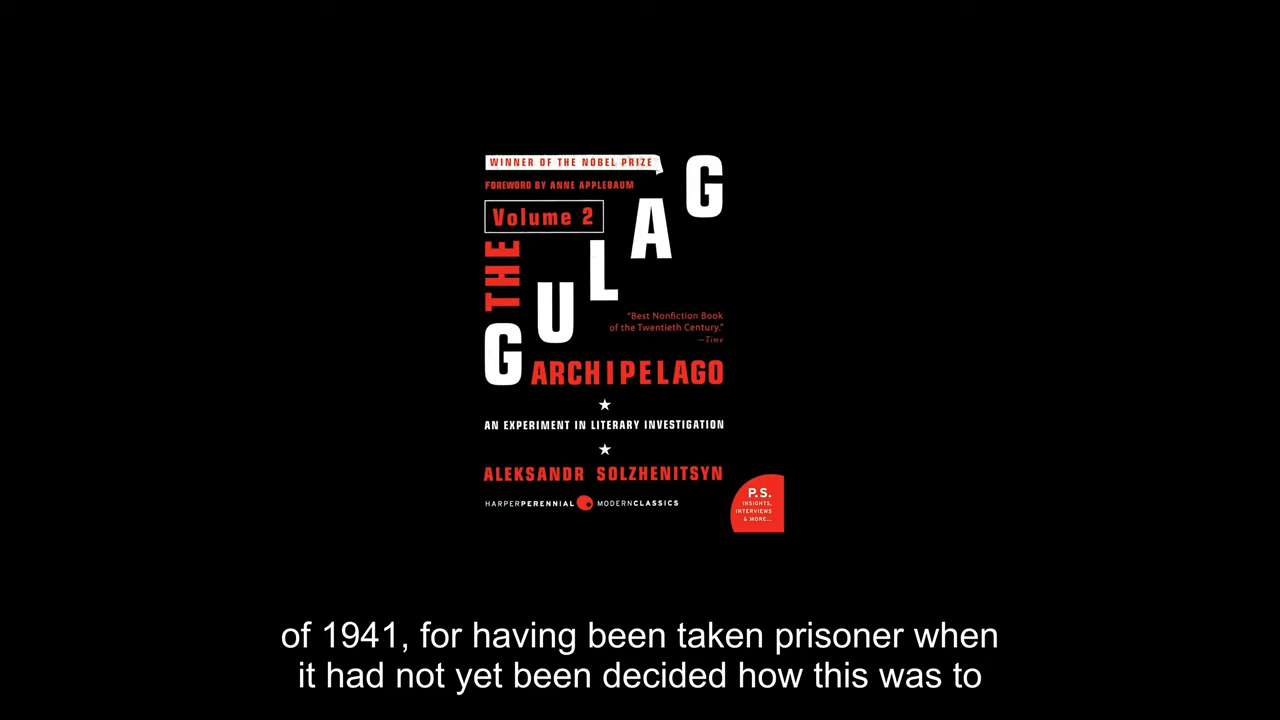 WINNER OF THE NOBEL PRIZE
FOREWORD BY ANNE APPLEBAUM
Volume 2
THE
GULAG
"Best Nonfiction Book
of the Twentieth Century."
—Time
ARCHIPELAGO
AN EXPERIMENT IN LITERARY INVESTIGATION
ALEKSANDR SOLZHENITSYN
HARPERPERENNIAL MODERNCLASSICS
P.S.
INSIGHTS,
INTERVIEWS
& MORE...
of 1941, for having been taken prisoner when
it had not yet been decided how this was to